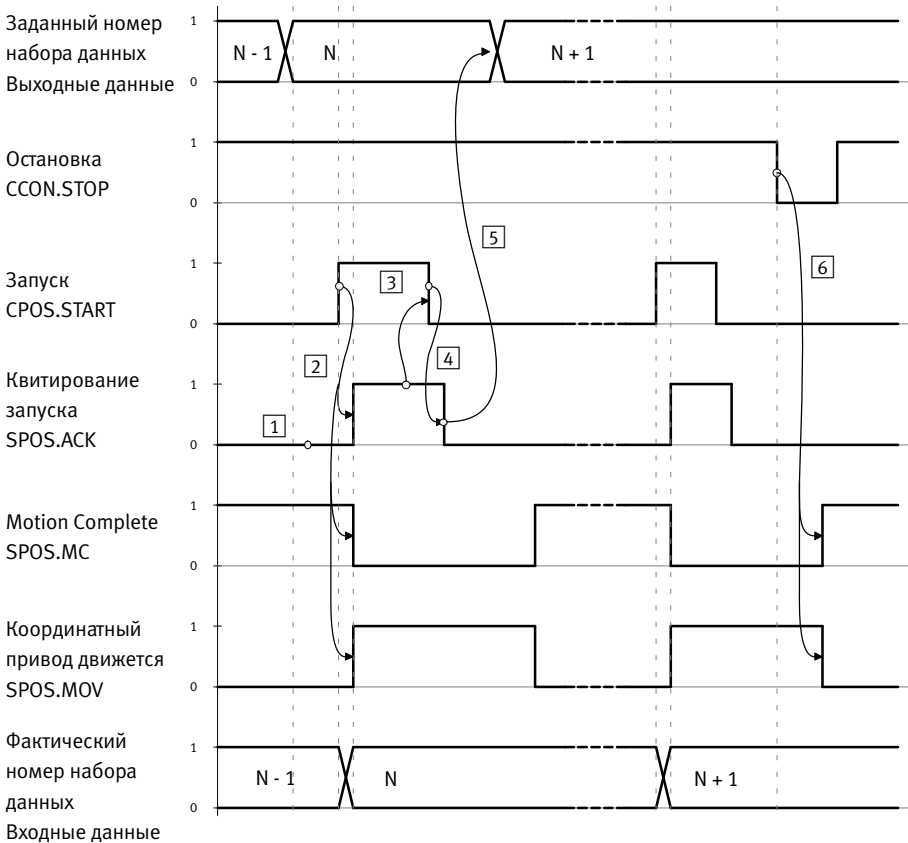 Заданный номер
набора данных
Выходные данные
1
0
N - 1
N
N + 1
Остановка
CCON.STOP
1
0
6
5
Запуск
CPOS.START
1
0
3
Квитирование
запуска
SPOS.ACK
1
0
2
4
1
Motion Complete
SPOS.MC
1
0
Координатный
привод движется
SPOS.MOV
1
0
Фактический
номер набора
данных
Входные данные
1
0
N - 1
N
N + 1